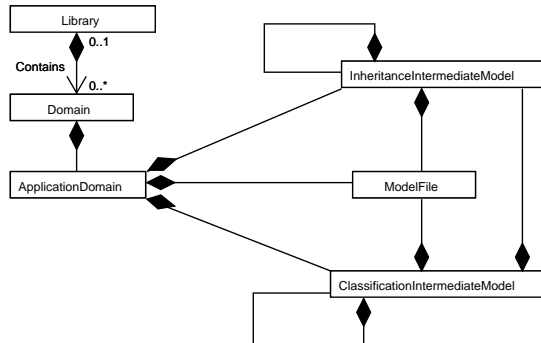 Library
0..1
Contains
0..*
Domain
InheritanceIntermediateModel
ApplicationDomain
ModelFile
ClassificationIntermediateModel